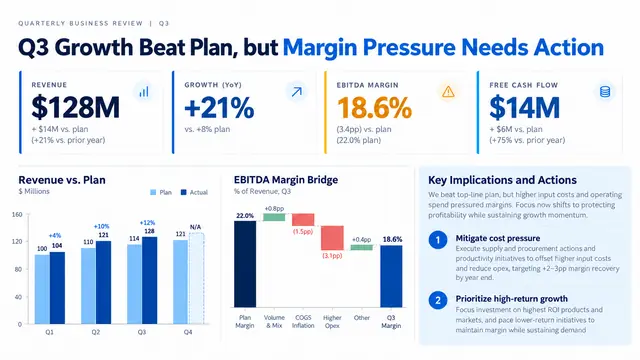 QUARTERLY BUSINESS REVIEW | Q3
Q3 Growth Beat Plan, but Margin Pressure Needs Action
REVENUE
$128M
+ $14M vs. plan
(+21% vs. prior year)
GROWTH (YoY)
+21%
vs. +8% plan
EBITDA MARGIN
18.6%
(3.4pp) vs. plan
(22.0% plan)
FREE CASH FLOW
$14M
+ $6M vs. plan
(+75% vs. prior year)
Revenue vs. Plan
$ Millions
Plan
Actual
160
120
80
40
0
+4%
100
104
+10%
110
121
+12%
114
128
N/A
121
Q1
Q2
Q3
Q4
EBITDA Margin Bridge
% of Revenue, Q3
22.0%
+0.8pp
(1.5pp)
(3.1pp)
+0.4pp
18.6%
Plan
Margin
Volume
& Mix
COGS
Inflation
Higher
Opex
Other
Q3
Margin
Key Implications and Actions
We beat top-line plan, but higher input costs and operating
spend pressured margins. Focus now shifts to protecting
profitability while sustaining growth momentum.
1
Mitigate cost pressure
Execute supply and procurement actions and
productivity initiatives to offset higher input costs
and reduce opex, targeting +2–3pp margin recovery
by year end.
2
Prioritize high-return growth
Focus investment on highest ROI products and
markets, and pace lower-return initiatives to
maintain margin while sustaining demand